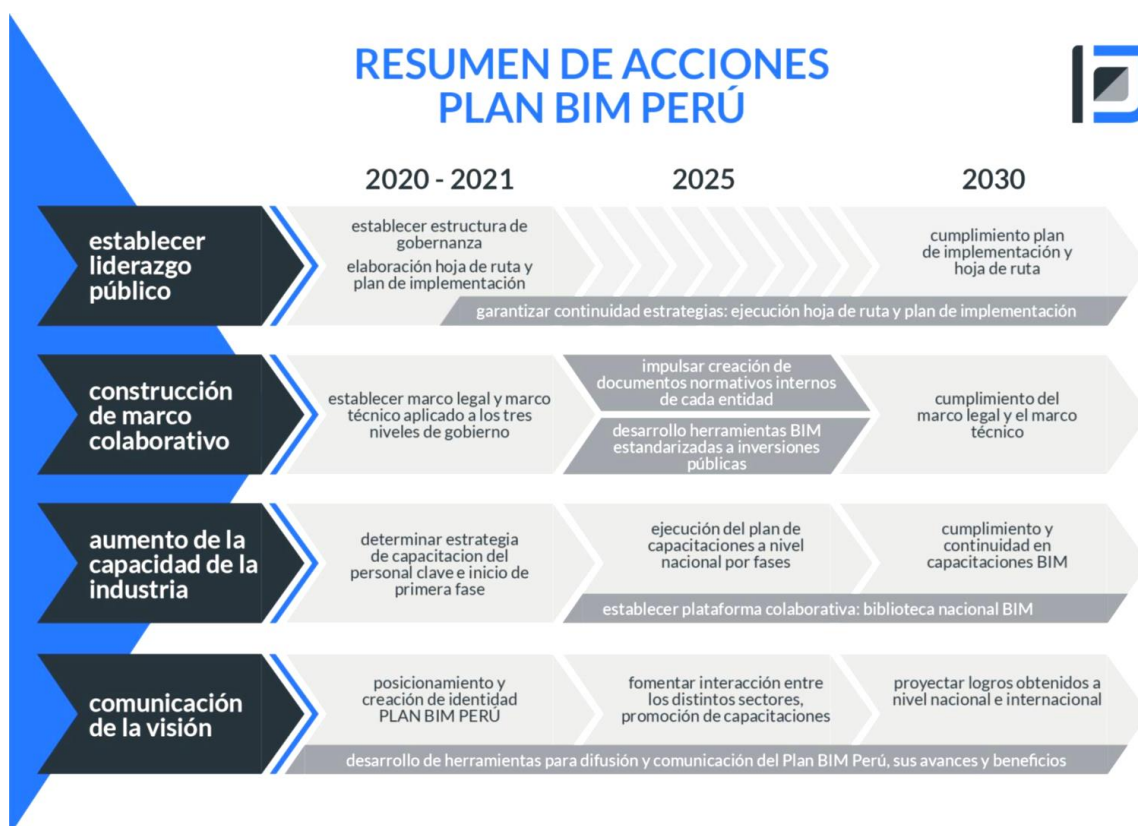 RESUMEN DE ACCIONES
PLAN BIM PERÚ
2020 - 2021
2025
2030
establecer
liderazgo
público
establecer estructura de
gobernanza
elaboración hoja de ruta y
plan de implementación
cumplimiento plan
de implementación y
hoja de ruta
garantizar continuidad estrategias: ejecución hoja de ruta y plan de implementación
construcción
de marco
colaborativo
establecer marco legal y marco
técnico aplicado a los tres
niveles de gobierno
impulsar creación de
documentos normativos internos
de cada entidad
desarrollo herramientas BIM
estandarizadas a inversiones
públicas
cumplimiento del
marco legal y el marco
técnico
aumento de la
capacidad de la
industria
determinar estrategia
de capacitacion del
personal clave e inicio de
primera fase
ejecución del plan de
capacitaciones a nivel
nacional por fases
cumplimiento y
continuidad en
capacitaciones BIM
establecer plataforma colaborativa: biblioteca nacional BIM
comunicación
de la visión
posicionamiento y
creación de identidad
PLAN BIM PERÚ
fomentar interacción entre
los distintos sectores,
promoción de capacitaciones
proyectar logros obtenidos a
nivel nacional e internacional
desarrollo de herramientas para difusión y comunicación del Plan BIM Perú, sus avances y beneficios